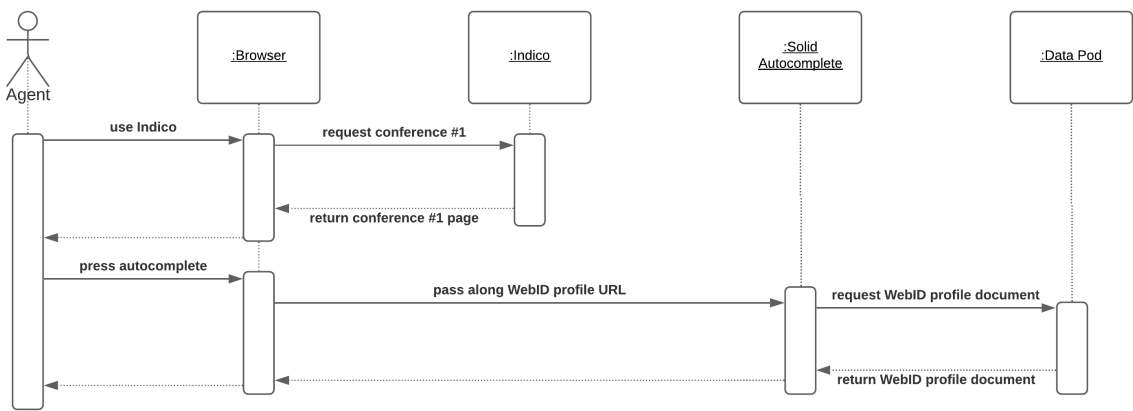 :Browser
:Indico
:Solid
Autocomplete
:Data Pod
Agent
use Indico
request conference #1
return conference #1 page
press autocomplete
pass along WebID profile URL
request WebID profile document
return WebID profile document